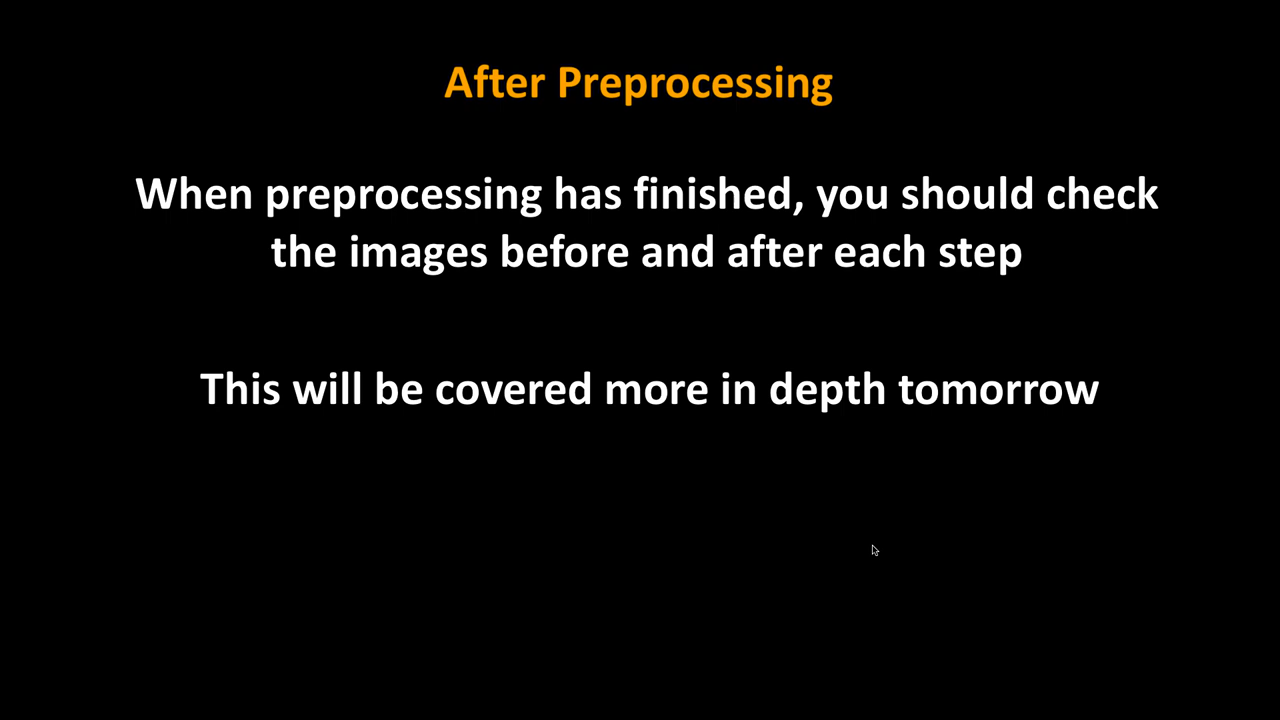 After Preprocessing
When preprocessing has finished, you should check
the images before and after each step
This will be covered more in depth tomorrow